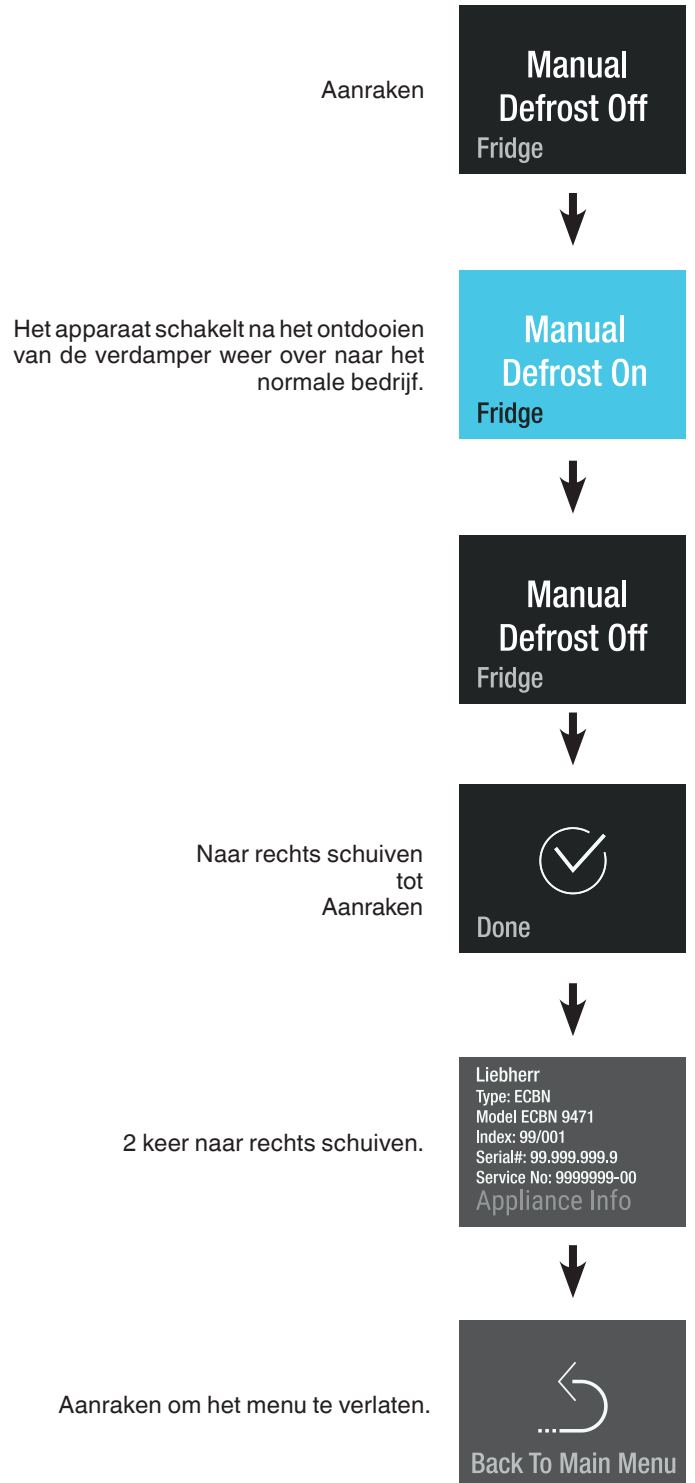 Aanraken
Manual
Defrost Off
Fridge
Het apparaat schakelt na het ontdooien
van de verdamper weer over naar het
normale bedrijf.
Manual
Defrost On
Fridge
Manual
Defrost Off
Fridge
Naar rechts schuiven
tot
Aanraken
Done
2 keer naar rechts schuiven.
Liebherr
Type: ECBN
Model ECBN 9471
Index: 99/001
Serial#: 99.999.999.9
Service No: 9999999-00
Appliance Info
Aanraken om het menu te verlaten.
Back To Main Menu